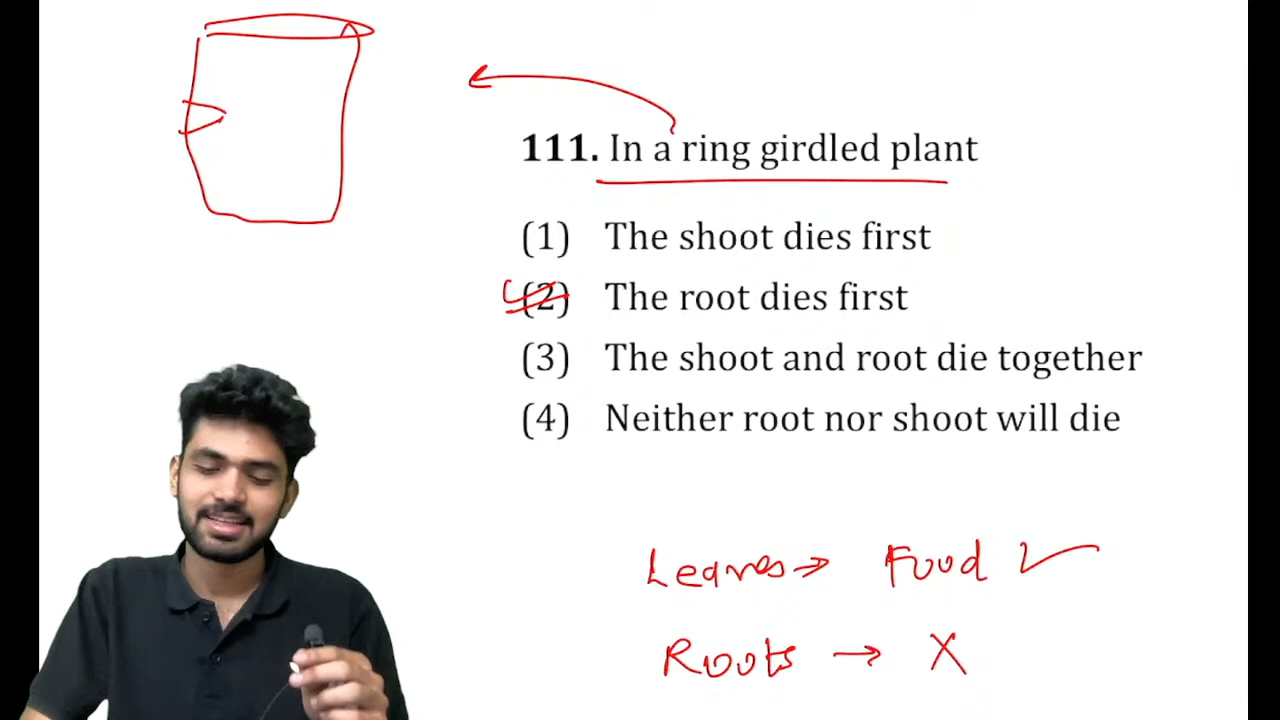 111. In a ring girdled plant
(1) The shoot dies first
(2) The root dies first
(3) The shoot and root die together
(4) Neither root nor shoot will die
Leaves → Food ✓
Roots → X